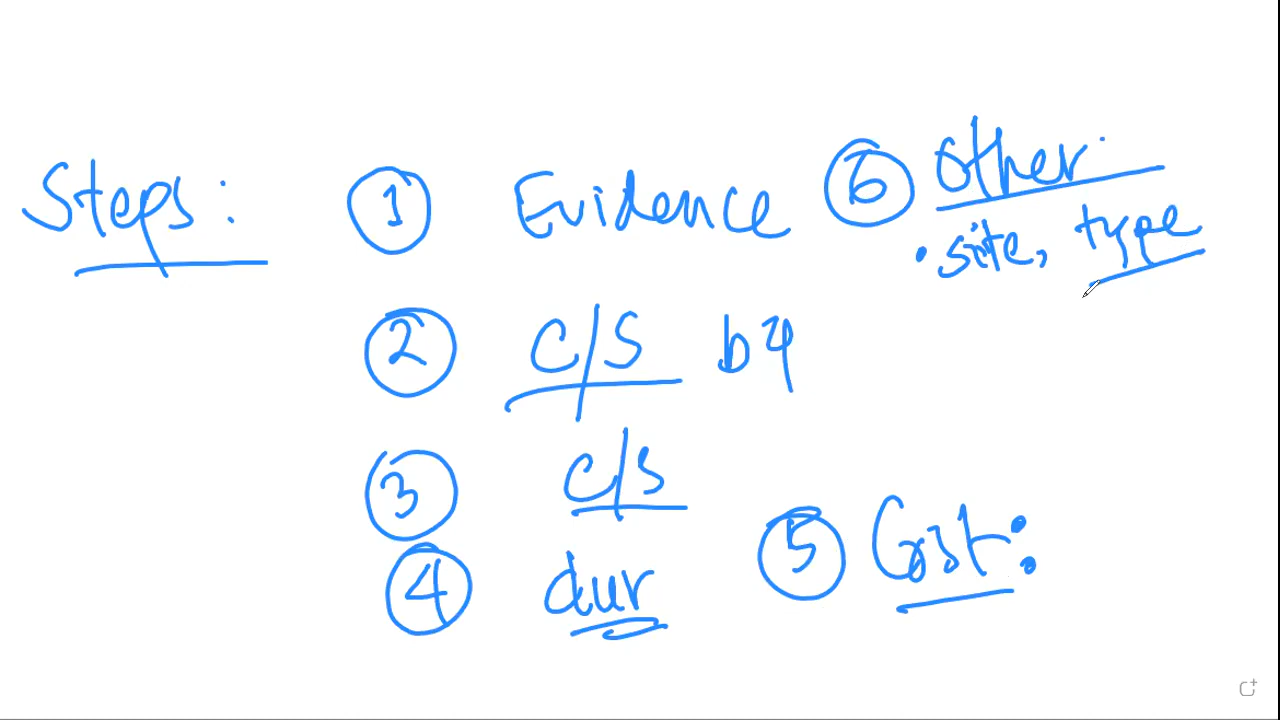 Steps:
① Evidence
② C/S b4
③ C/S
④ dur
⑤ Cost:
⑥ Other:
• site, type